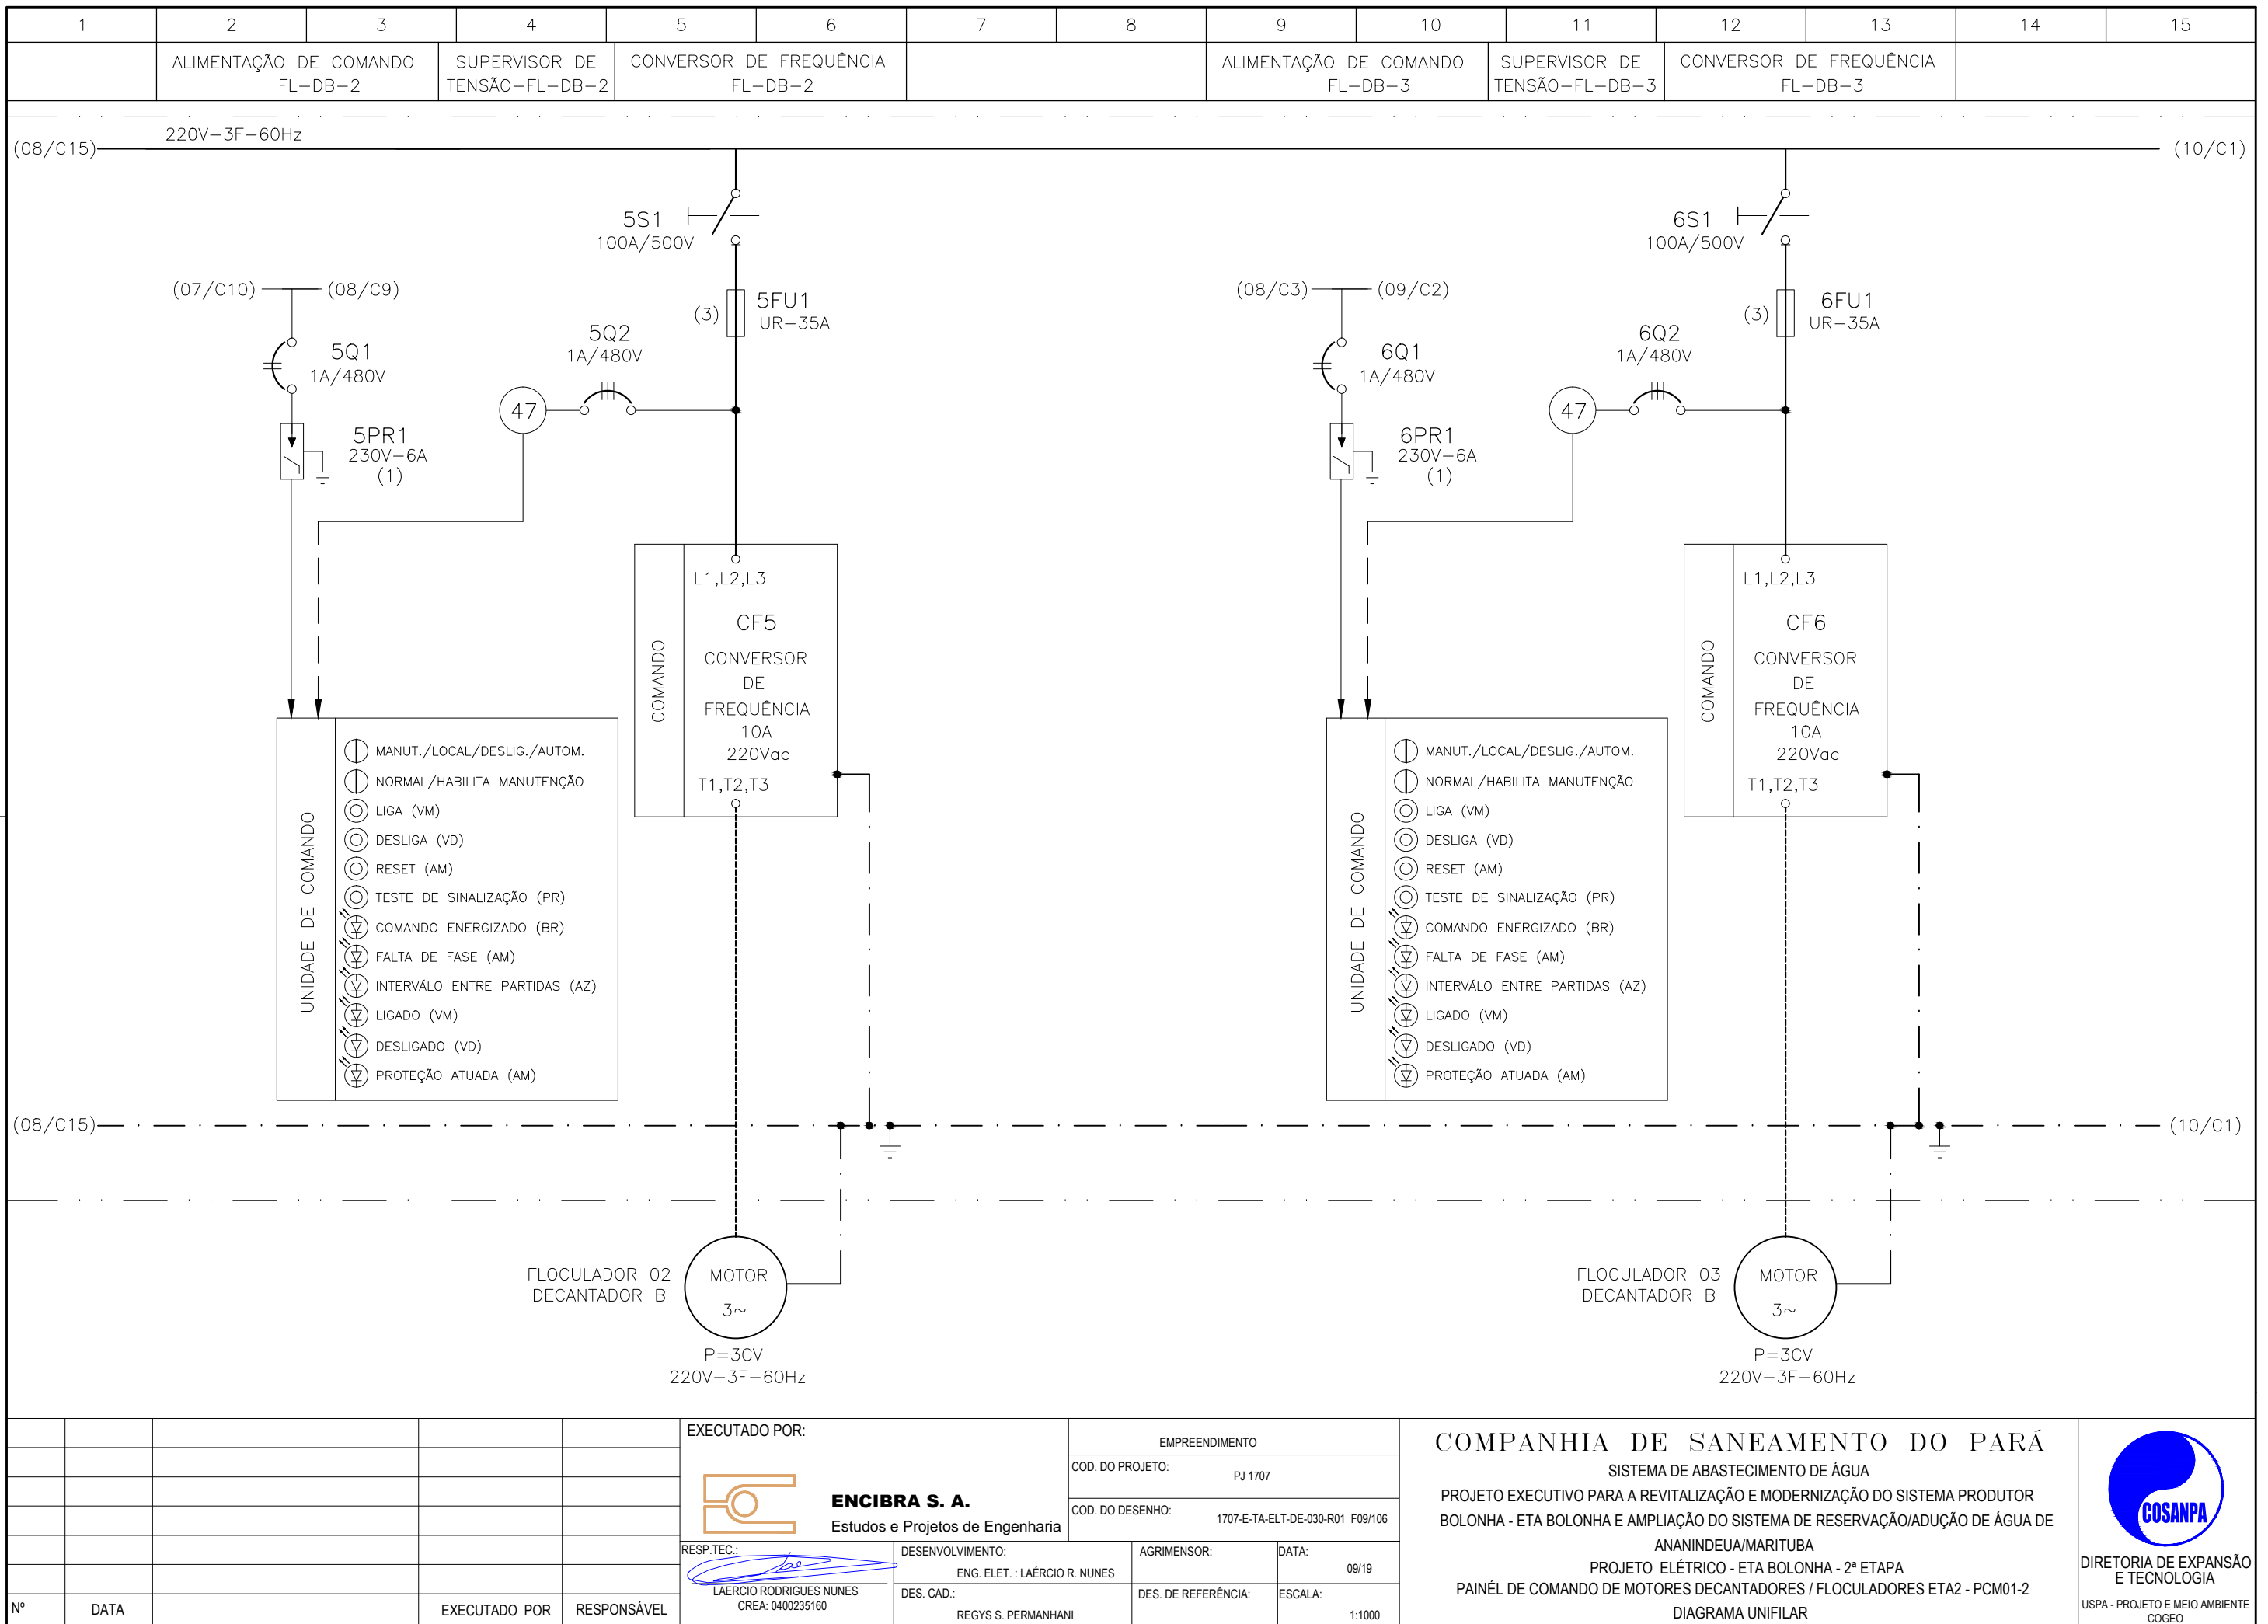 1 2 3 4 5 6 7 8 9 10 11 12 13 14 15
ALIMENTAÇÃO DE COMANDO
FL-DB-2
SUPERVISOR DE
TENSÃO-FL-DB-2
CONVERSOR DE FREQUÊNCIA
FL-DB-2
ALIMENTAÇÃO DE COMANDO
FL-DB-3
SUPERVISOR DE
TENSÃO-FL-DB-3
CONVERSOR DE FREQUÊNCIA
FL-DB-3
220V-3F-60Hz
(08/C15)
(10/C1)
5S1
100A/500V
(07/C10)
(08/C9)
(3)
5FU1
UR-35A
5Q2
1A/480V
5Q1
1A/480V
47
5PR1
230V-6A
(1)
COMANDO
L1,L2,L3
CF5
CONVERSOR
DE
FREQUÊNCIA
10A
220Vac
T1,T2,T3
UNIDADE DE COMANDO
MANUT./LOCAL/DESLIG./AUTOM.
NORMAL/HABILITA MANUTENÇÃO
LIGA (VM)
DESLIGA (VD)
RESET (AM)
TESTE DE SINALIZAÇÃO (PR)
COMANDO ENERGIZADO (BR)
FALTA DE FASE (AM)
INTERVÁLO ENTRE PARTIDAS (AZ)
LIGADO (VM)
DESLIGADO (VD)
PROTEÇÃO ATUADA (AM)
6S1
100A/500V
(08/C3)
(09/C2)
(3)
6FU1
UR-35A
6Q2
1A/480V
6Q1
1A/480V
47
6PR1
230V-6A
(1)
COMANDO
L1,L2,L3
CF6
CONVERSOR
DE
FREQUÊNCIA
10A
220Vac
T1,T2,T3
UNIDADE DE COMANDO
MANUT./LOCAL/DESLIG./AUTOM.
NORMAL/HABILITA MANUTENÇÃO
LIGA (VM)
DESLIGA (VD)
RESET (AM)
TESTE DE SINALIZAÇÃO (PR)
COMANDO ENERGIZADO (BR)
FALTA DE FASE (AM)
INTERVÁLO ENTRE PARTIDAS (AZ)
LIGADO (VM)
DESLIGADO (VD)
PROTEÇÃO ATUADA (AM)
(08/C15)
(10/C1)
FLOCULADOR 02
DECANTADOR B
MOTOR
3~
P=3CV
220V-3F-60Hz
FLOCULADOR 03
DECANTADOR B
MOTOR
3~
P=3CV
220V-3F-60Hz
Nº DATA EXECUTADO POR RESPONSÁVEL
EXECUTADO POR:
ENCIBRA S. A.
Estudos e Projetos de Engenharia
EMPREENDIMENTO
COD. DO PROJETO:
PJ 1707
COD. DO DESENHO:
1707-E-TA-ELT-DE-030-R01 F09/106
RESP.TEC.:
LAERCIO RODRIGUES NUNES
CREA: 0400235160
DESENVOLVIMENTO:
ENG. ELET. : LAÉRCIO R. NUNES
AGRIMENSOR:
DATA:
09/19
DES. CAD.:
REGYS S. PERMANHANI
DES. DE REFERÊNCIA:
ESCALA:
1:1000
COMPANHIA DE SANEAMENTO DO PARÁ
SISTEMA DE ABASTECIMENTO DE ÁGUA
PROJETO EXECUTIVO PARA A REVITALIZAÇÃO E MODERNIZAÇÃO DO SISTEMA PRODUTOR
BOLONHA - ETA BOLONHA E AMPLIAÇÃO DO SISTEMA DE RESERVAÇÃO/ADUÇÃO DE ÁGUA DE
ANANINDEUA/MARITUBA
PROJETO ELÉTRICO - ETA BOLONHA - 2ª ETAPA
PAINÉL DE COMANDO DE MOTORES DECANTADORES / FLOCULADORES ETA2 - PCM01-2
DIAGRAMA UNIFILAR
COSANPA
DIRETORIA DE EXPANSÃO
E TECNOLOGIA
USPA - PROJETO E MEIO AMBIENTE
COGEO